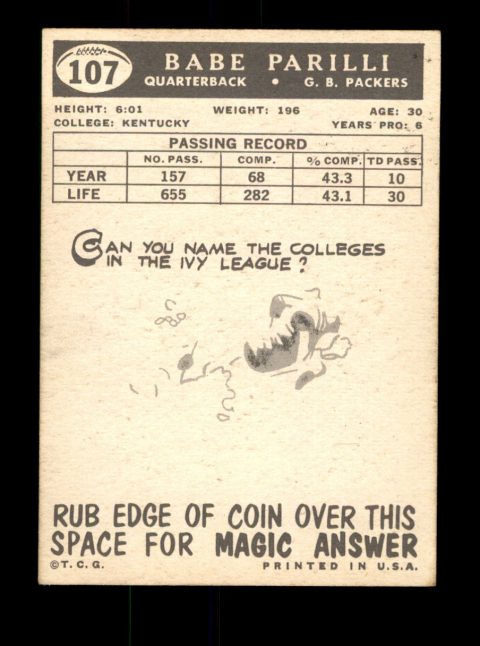 107
BABE PARILLI
QUARTERBACK • G. B. PACKERS
HEIGHT: 6:01 WEIGHT: 196 AGE: 30
COLLEGE: KENTUCKY YEARS PRO: 6
PASSING RECORD
NO. PASS. COMP. % COMP. TD PASS.
YEAR 157 68 43.3 10
LIFE 655 282 43.1 30
CAN YOU NAME THE COLLEGES
IN THE IVY LEAGUE?
RUB EDGE OF COIN OVER THIS
SPACE FOR MAGIC ANSWER
©T.C.G. PRINTED IN U.S.A.